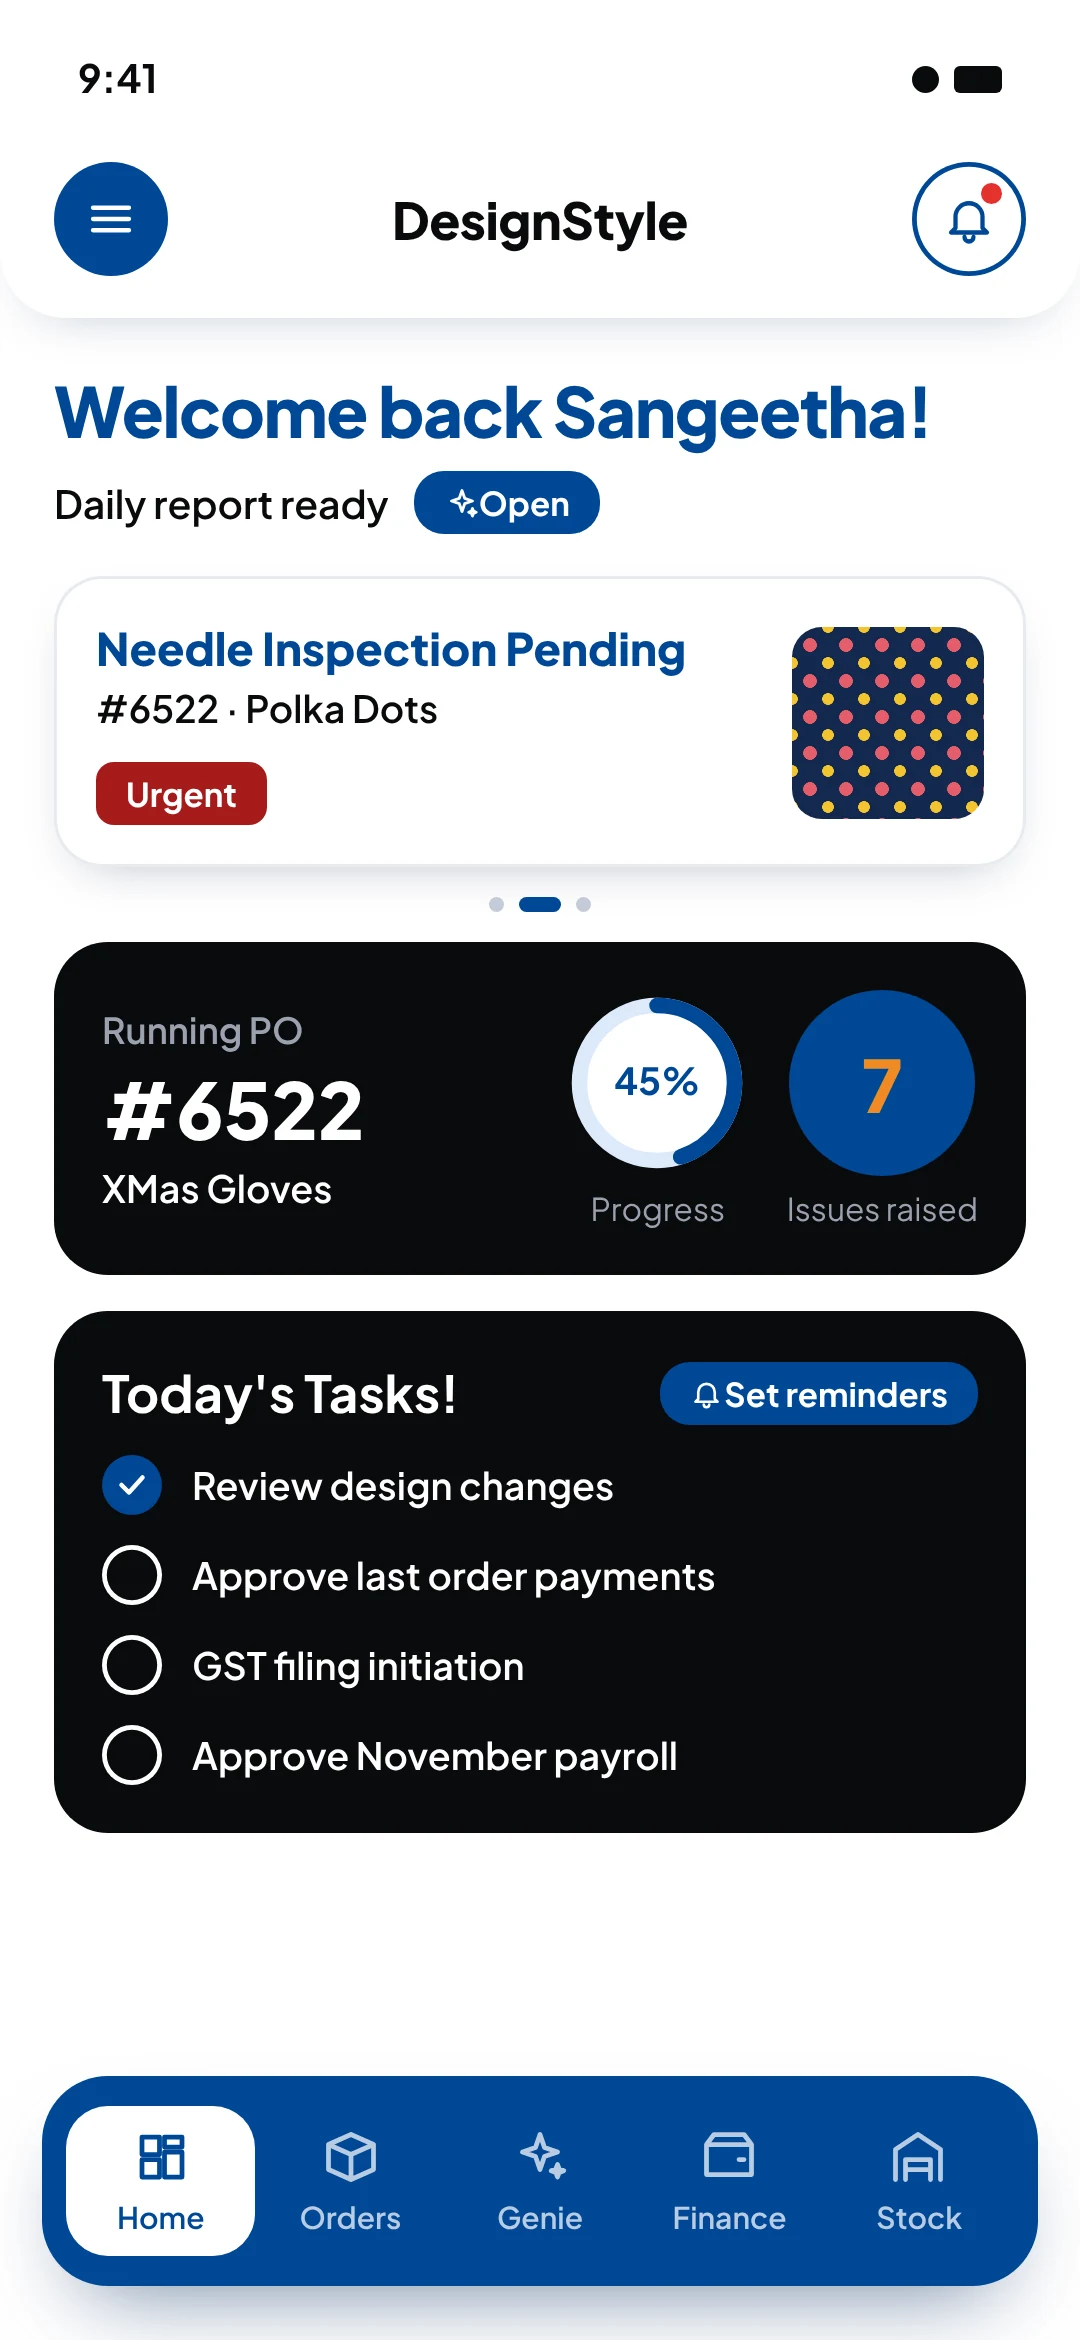 9:41
DesignStyle
Welcome back Sangeetha!
Daily report ready
Open
Needle Inspection Pending
#6522 · Polka Dots
Urgent
Running PO
#6522
XMas Gloves
45%
Progress
7
Issues raised
Today's Tasks!
Set reminders
Review design changes
Approve last order payments
GST filing initiation
Approve November payroll
Home
Orders
Genie
Finance
Stock